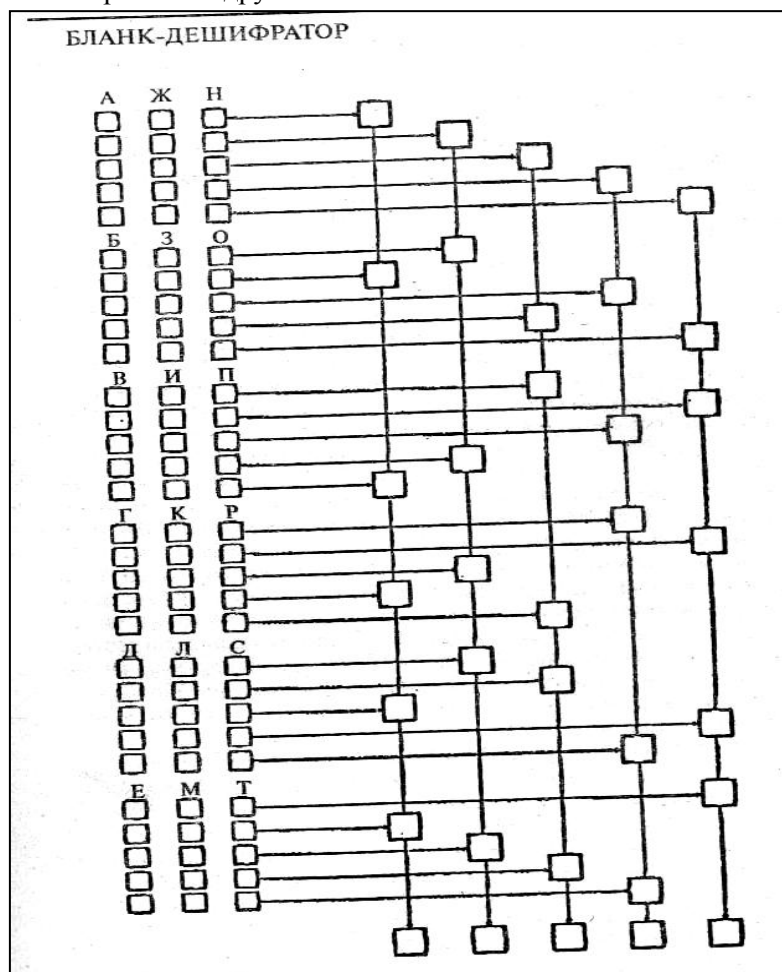 БЛАНК-ДЕШИФРАТОР
А Ж Н
Б З О
В И П
Г К Р
Д Л С
Е М Т